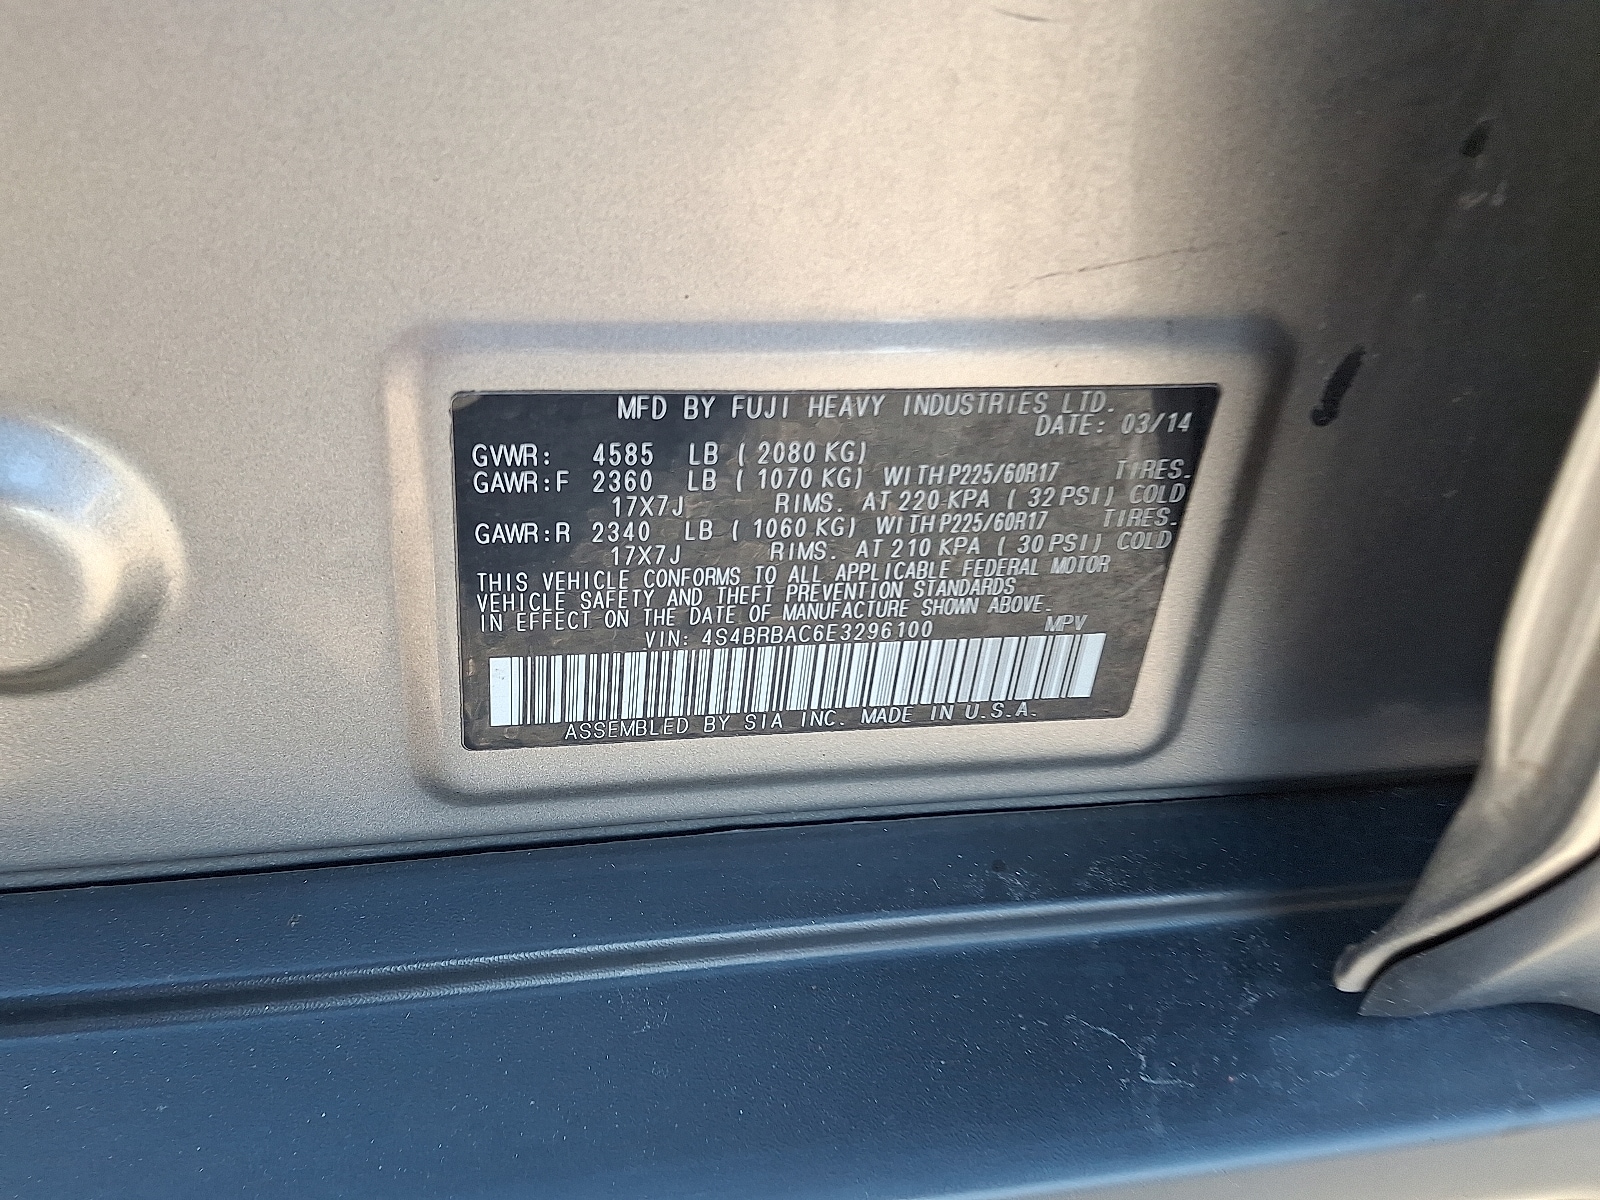 MFD BY FUJI HEAVY INDUSTRIES LTD.
DATE: 03/14
GVWR: 4585 LB (2080 KG)
GAWR:F 2360 LB (1070 KG) WITH P225/60R17 TIRES.
17X7J RIMS. AT 220 KPA (32 PSI) COLD
GAWR:R 2340 LB (1060 KG) WITH P225/60R17 TIRES.
17X7J RIMS. AT 210 KPA (30 PSI) COLD
THIS VEHICLE CONFORMS TO ALL APPLICABLE FEDERAL MOTOR
VEHICLE SAFETY AND THEFT PREVENTION STANDARDS
IN EFFECT ON THE DATE OF MANUFACTURE SHOWN ABOVE.
VIN: 4S4BRBAC6E3296100 MPV
ASSEMBLED BY SIA INC. MADE IN U.S.A.